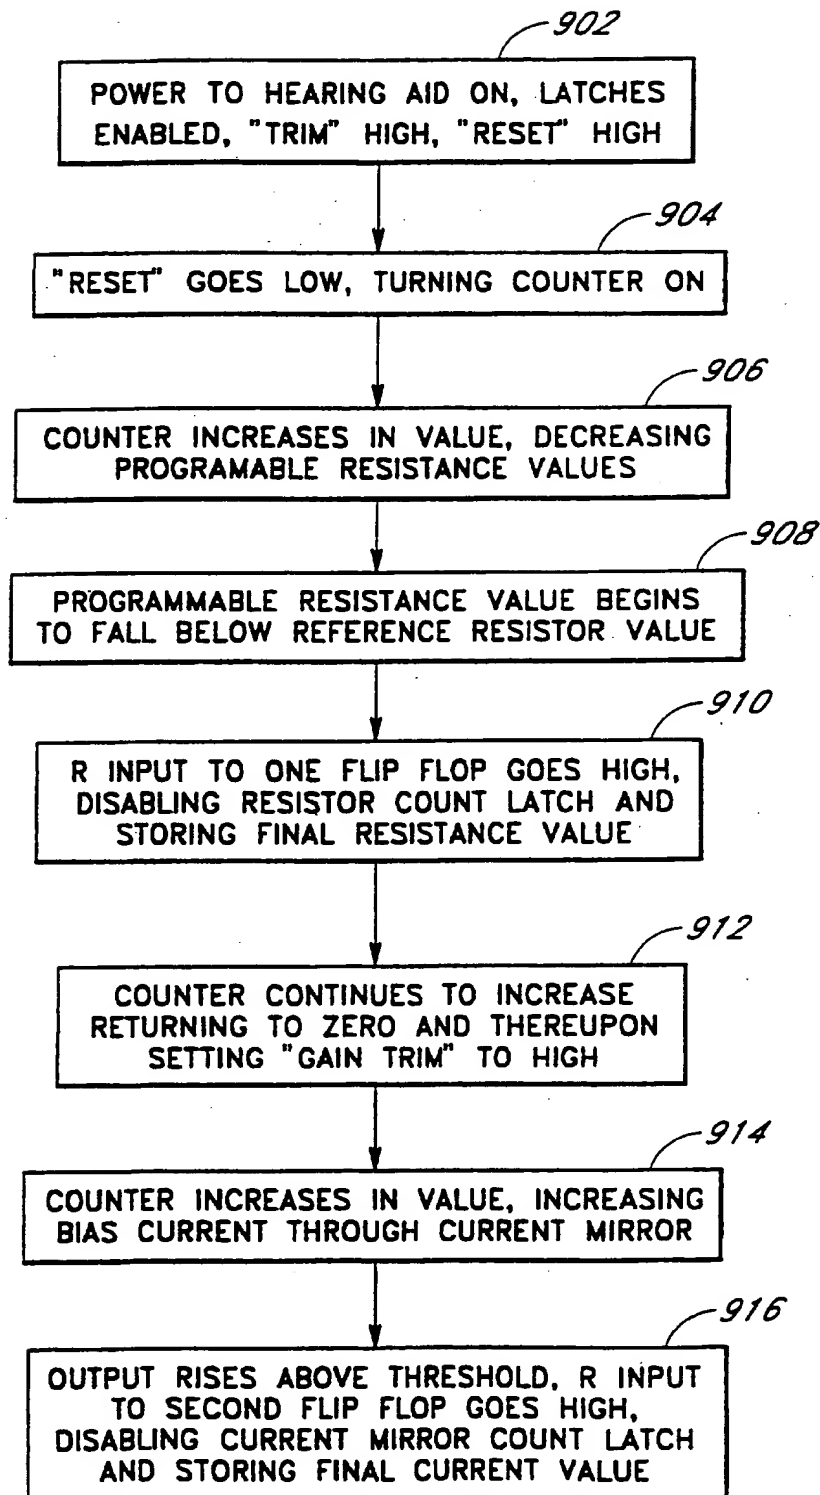 902
POWER TO HEARING AID ON, LATCHES
ENABLED, "TRIM" HIGH, "RESET" HIGH
904
"RESET" GOES LOW, TURNING COUNTER ON
906
COUNTER INCREASES IN VALUE, DECREASING
PROGRAMABLE RESISTANCE VALUES
908
PROGRAMMABLE RESISTANCE VALUE BEGINS
TO FALL BELOW REFERENCE RESISTOR VALUE
910
R INPUT TO ONE FLIP FLOP GOES HIGH,
DISABLING RESISTOR COUNT LATCH AND
STORING FINAL RESISTANCE VALUE
912
COUNTER CONTINUES TO INCREASE
RETURNING TO ZERO AND THEREUPON
SETTING "GAIN TRIM" TO HIGH
914
COUNTER INCREASES IN VALUE, INCREASING
BIAS CURRENT THROUGH CURRENT MIRROR
916
OUTPUT RISES ABOVE THRESHOLD, R INPUT
TO SECOND FLIP FLOP GOES HIGH,
DISABLING CURRENT MIRROR COUNT LATCH
AND STORING FINAL CURRENT VALUE